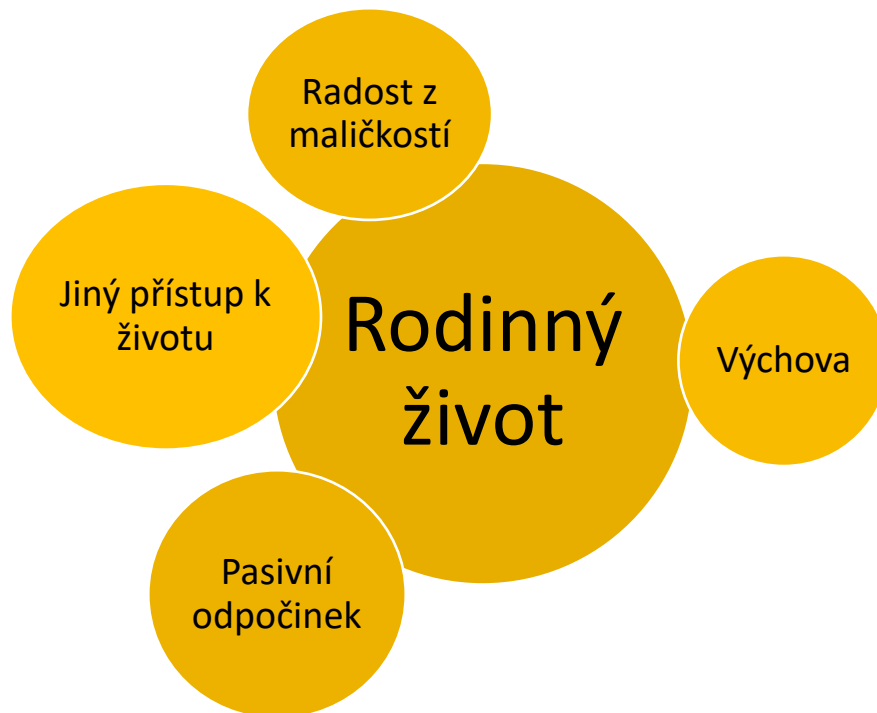 Radost z
maličkostí
Jiný přístup k
životu
Rodinný
život
Výchova
Pasivní
odpočinek